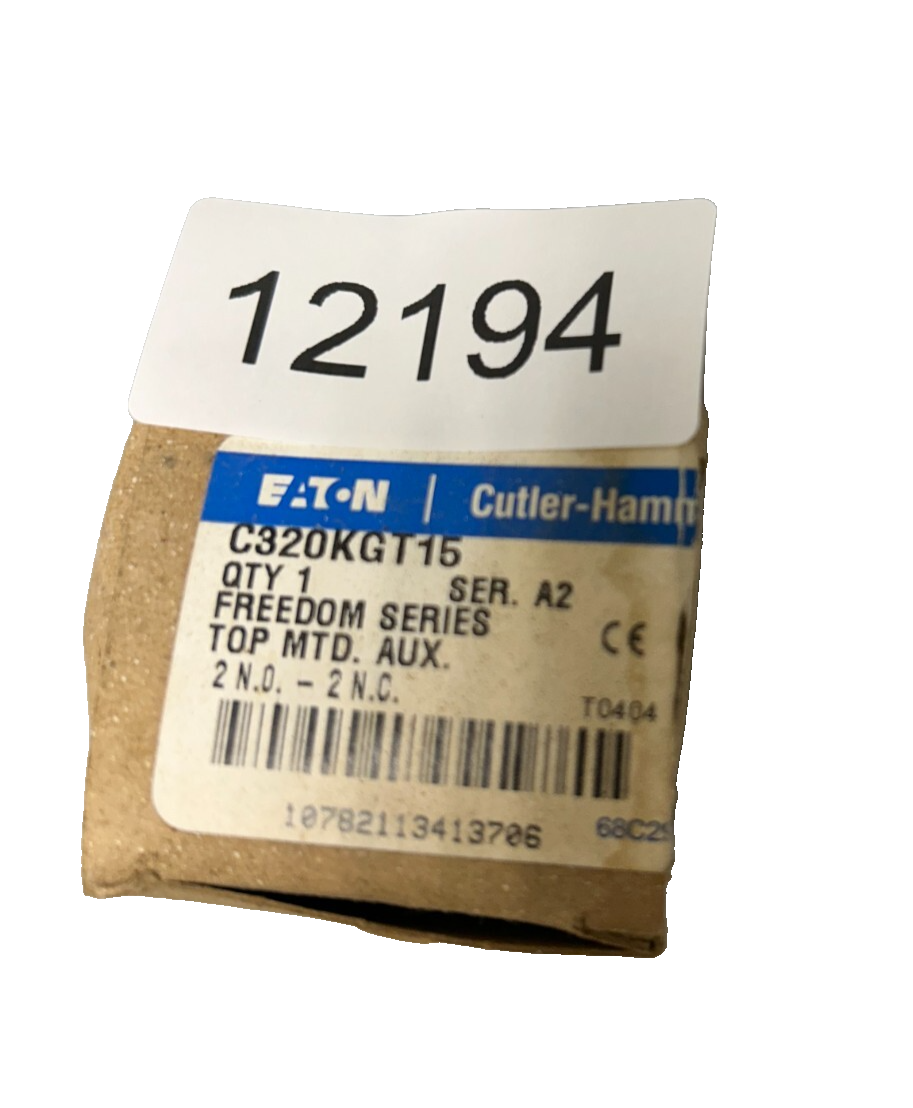 12194
EATON | Cutler-Hamm
C320KGT15
QTY 1 SER. A2
FREEDOM SERIES
TOP MTD. AUX.
2 N.O. - 2 N.C.
CE
T0404
10782113413706
68C29